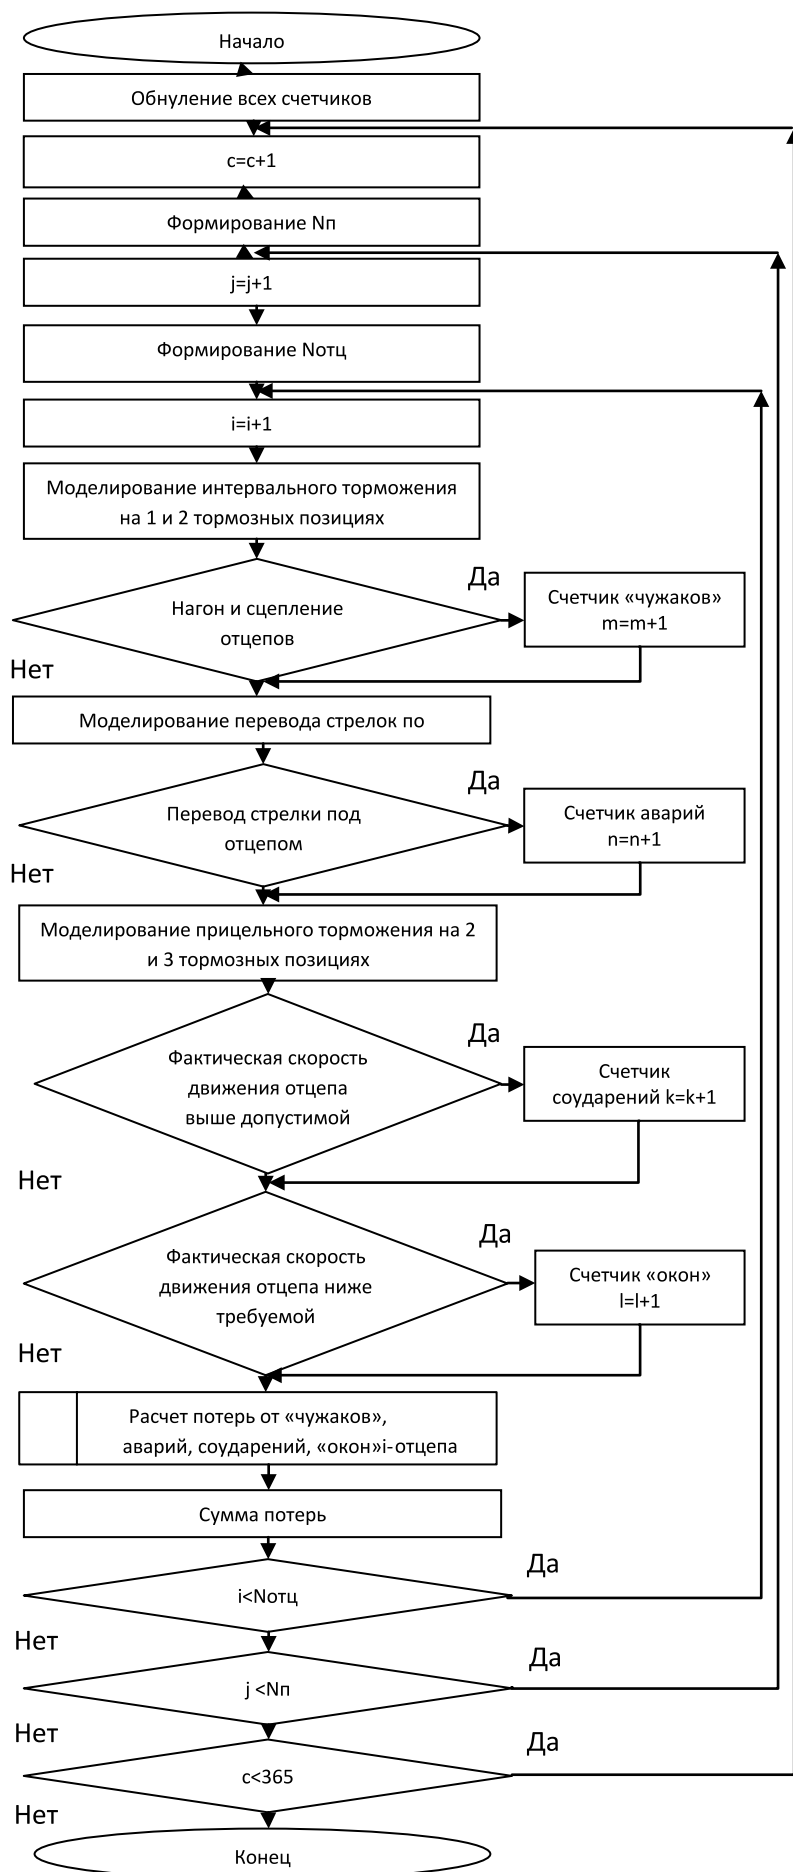 Начало
Обнуление всех счетчиков
c=c+1
Формирование Nп
j=j+1
Формирование Nотц
i=i+1
Моделирование интервального торможения
на 1 и 2 тормозных позициях
Да
Нагон и сцепление
отцепов
Счетчик «чужаков»
m=m+1
Нет
Моделирование перевода стрелок по
Да
Перевод стрелки под
отцепом
Счетчик аварий
n=n+1
Нет
Моделирование прицельного торможения на 2
и 3 тормозных позициях
Да
Фактическая скорость
движения отцепа
выше допустимой
Счетчик
соударений k=k+1
Нет
Да
Фактическая скорость
движения отцепа ниже
требуемой
Счетчик «окон»
l=l+1
Нет
Расчет потерь от «чужаков»,
аварий, соударений, «окон»i-отцепа
Сумма потерь
Да
i<Nотц
Нет
Да
j <Nп
Нет
Да
c<365
Нет
Конец